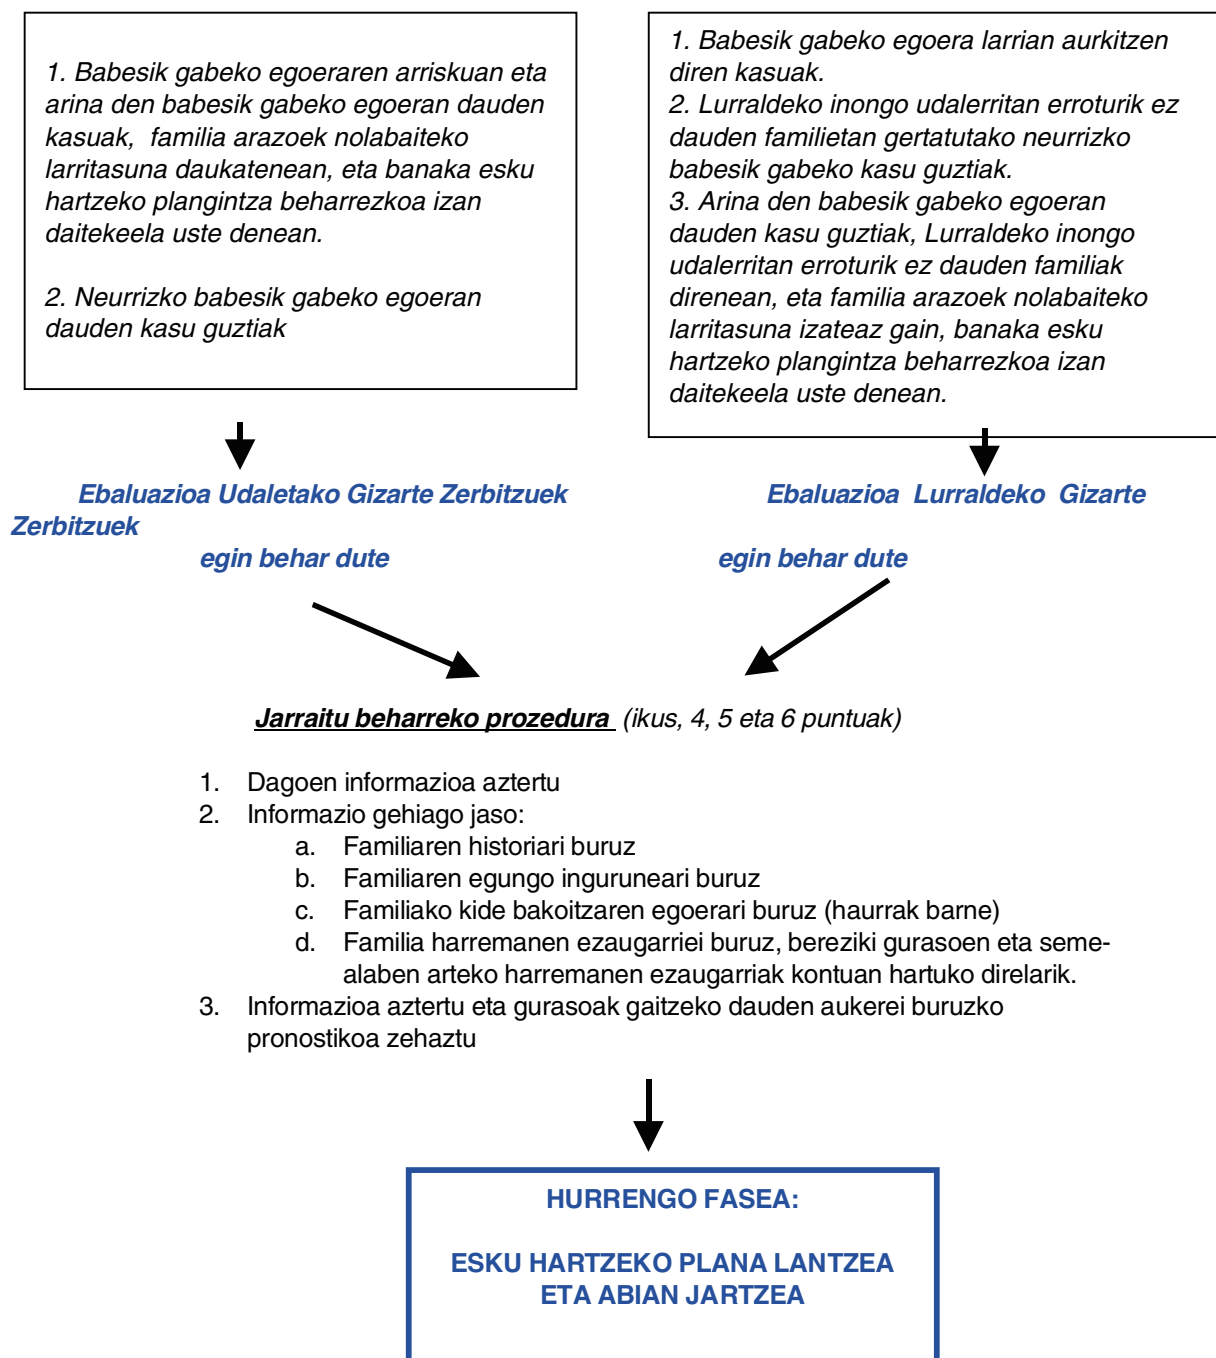 1. Babesik gabeko egoeraren arriskuan eta
arina den babesik gabeko egoeran dauden
kasuak, familia arazoek nolabaiteko
larritasuna daukatenean, eta banaka esku
hartzeko plangintza beharrezkoa izan
daitekeela uste denean.
2. Neurrizko babesik gabeko egoeran
dauden kasu guztiak
1. Babesik gabeko egoera larrian aurkitzen
diren kasuak.
2. Lurraldeko inongo udalerritan erroturik ez
dauden familietan gertatutako neurrizko
babesik gabeko kasu guztiak.
3. Arina den babesik gabeko egoeran
dauden kasu guztiak, Lurraldeko inongo
udalerritan erroturik ez dauden familiak
direnean, eta familia arazoek nolabaiteko
larritasuna izateaz gain, banaka esku
hartzeko plangintza beharrezkoa izan
daitekeela uste denean.
Ebaluazioa Udaletako Gizarte Zerbitzuek Ebaluazioa Lurraldeko Gizarte
Zerbitzuek
egin behar dute egin behar dute
Jarraitu beharreko prozedura (ikus, 4, 5 eta 6 puntuak)
1. Dagoen informazioa aztertu
2. Informazio gehiago jaso:
a. Familiaren historiari buruz
b. Familiaren egungo inguruneari buruz
c. Familiako kide bakoitzaren egoerari buruz (haurrak barne)
d. Familia harremanen ezaugarriei buruz, bereziki gurasoen eta seme-
alaben arteko harremanen ezaugarriak kontuan hartuko direlarik.
3. Informazioa aztertu eta gurasoak gaitzeko dauden aukerei buruzko
pronostikoa zehaztu
HURRENGO FASEA:
ESKU HARTZEKO PLANA LANTZEA
ETA ABIAN JARTZEA